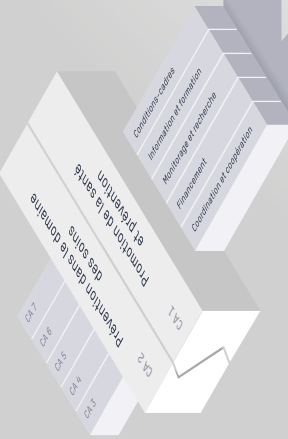 Conditions-cadres
Information et formation
Monitorage et recherche
Financement
Coordination et coopération
CA 1
Promotion de la santé
et prévention
CA 2
Prévention dans le domaine
des soins
CA 3
CA 4
CA 5
CA 6
CA 7